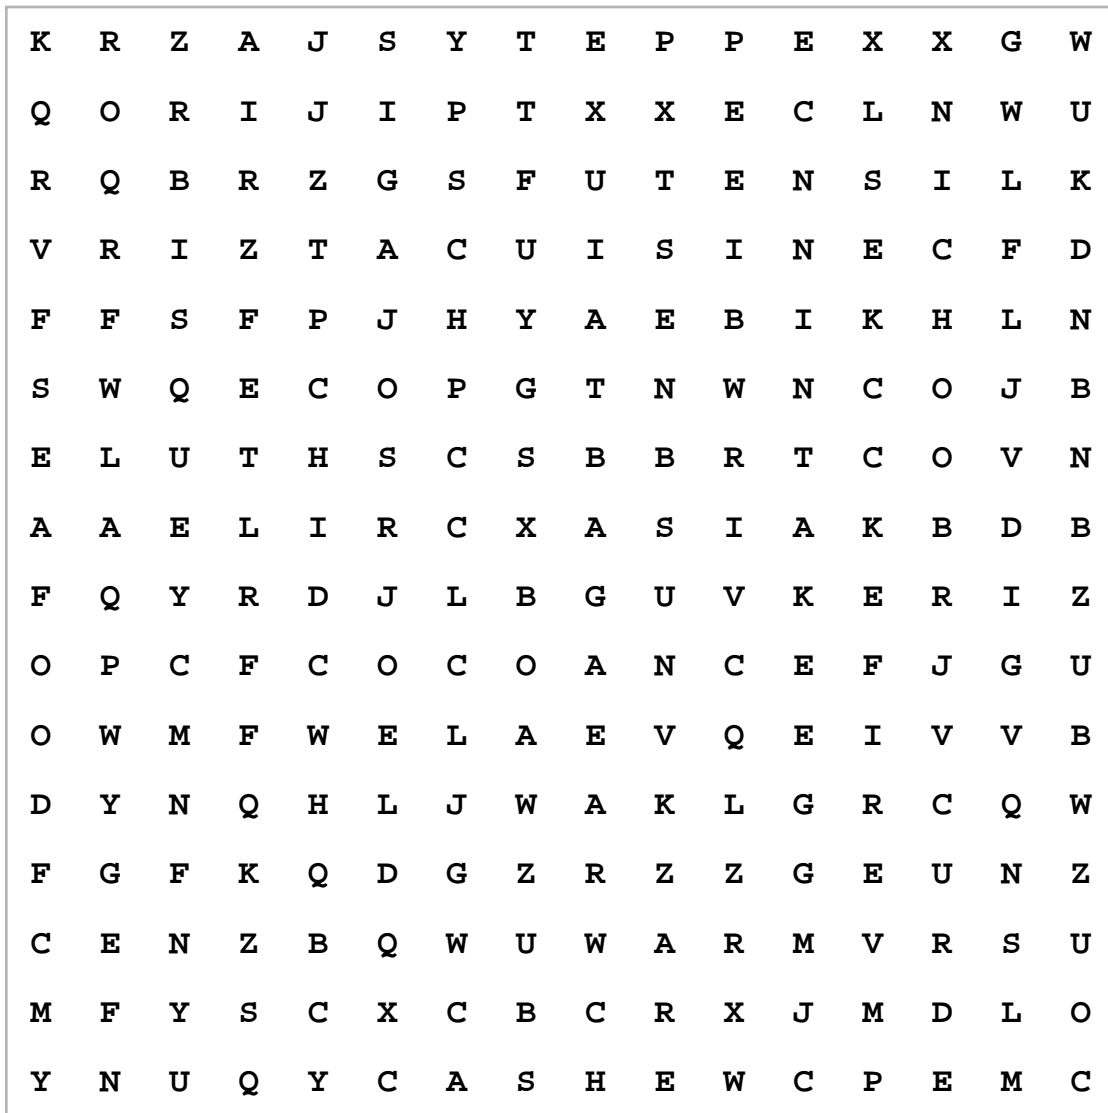 K R Z A J S Y T E P P E X X G W
Q O R I J I P T X X E C L N W U
R Q B R Z G S F U T E N S I L K
V R I Z T A C U I S I N E C F D
F F S F P J H Y A E B I K H L N
S W Q E C O P G T N W N C O J B
E L U T H S C S B B R T C O V N
A A E L I R C X A S I A K B D B
F Q Y R D J L B G U V K E R I Z
O P C F C O C O A N C E F J G U
O W M F W E L A E V Q E I V V B
D Y N Q H L J W A K L G R C Q W
F G F K Q D G Z R Z Z G E U N Z
C E N Z B Q W U W A R M V R S U
M F Y S C X C B C R X J M D L O
Y N U Q Y C A S H E W C P E M C